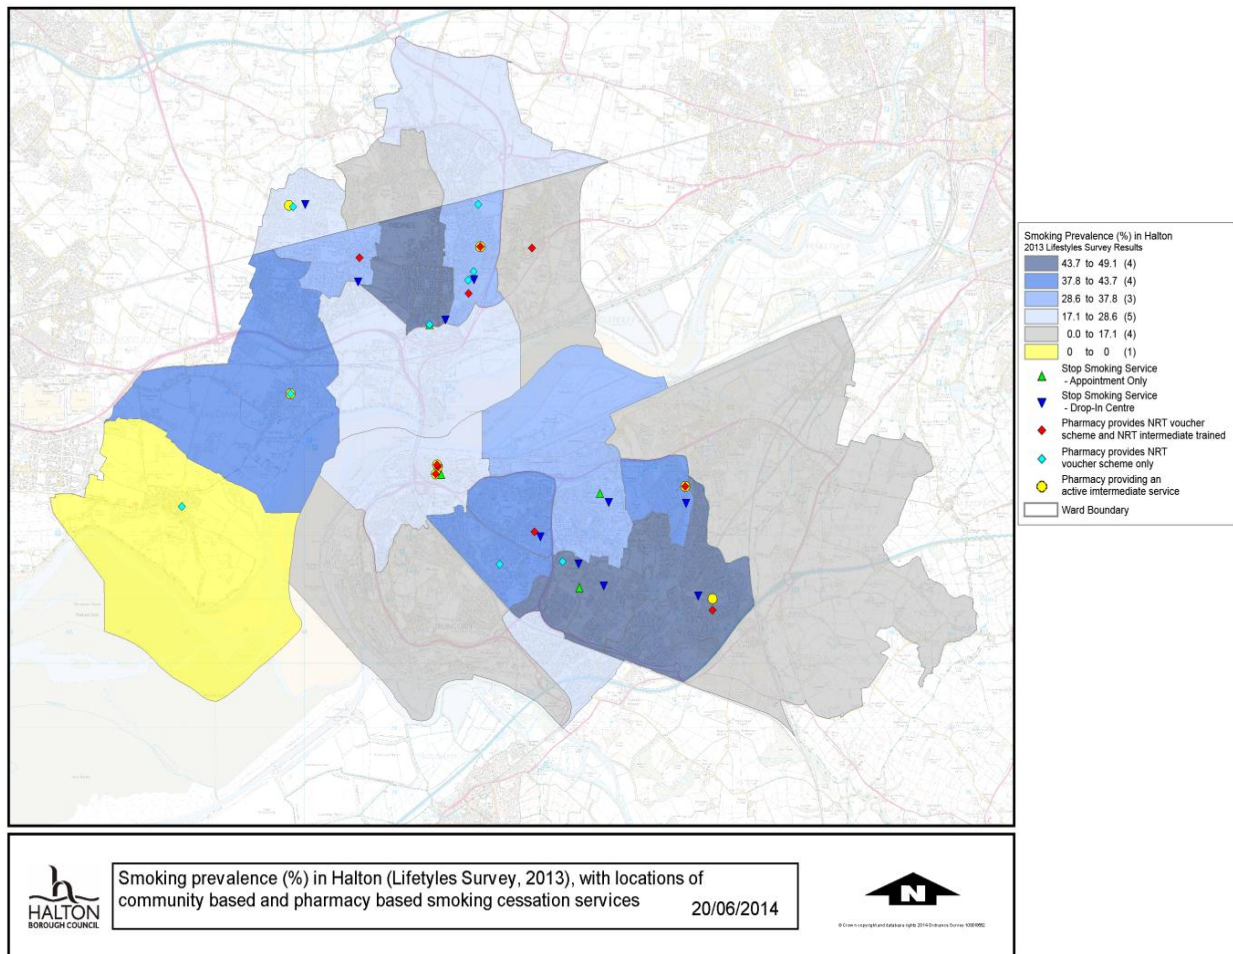 Smoking Prevalence (%) in Halton
2013 Lifestyles Survey Results
43.7 to 49.1 (4)
37.8 to 43.7 (4)
28.6 to 37.8 (3)
17.1 to 28.6 (5)
0.0 to 17.1 (4)
0 to 0 (1)
Stop Smoking Service
- Appointment Only
Stop Smoking Service
- Drop-In Centre
Pharmacy provides NRT voucher
scheme and NRT intermediate trained
Pharmacy provides NRT
voucher scheme only
Pharmacy providing an
active intermediate service
Ward Boundary
HALTON
BOROUGH COUNCIL
Smoking prevalence (%) in Halton (Lifetyles Survey, 2013), with locations of
community based and pharmacy based smoking cessation services
20/06/2014
N